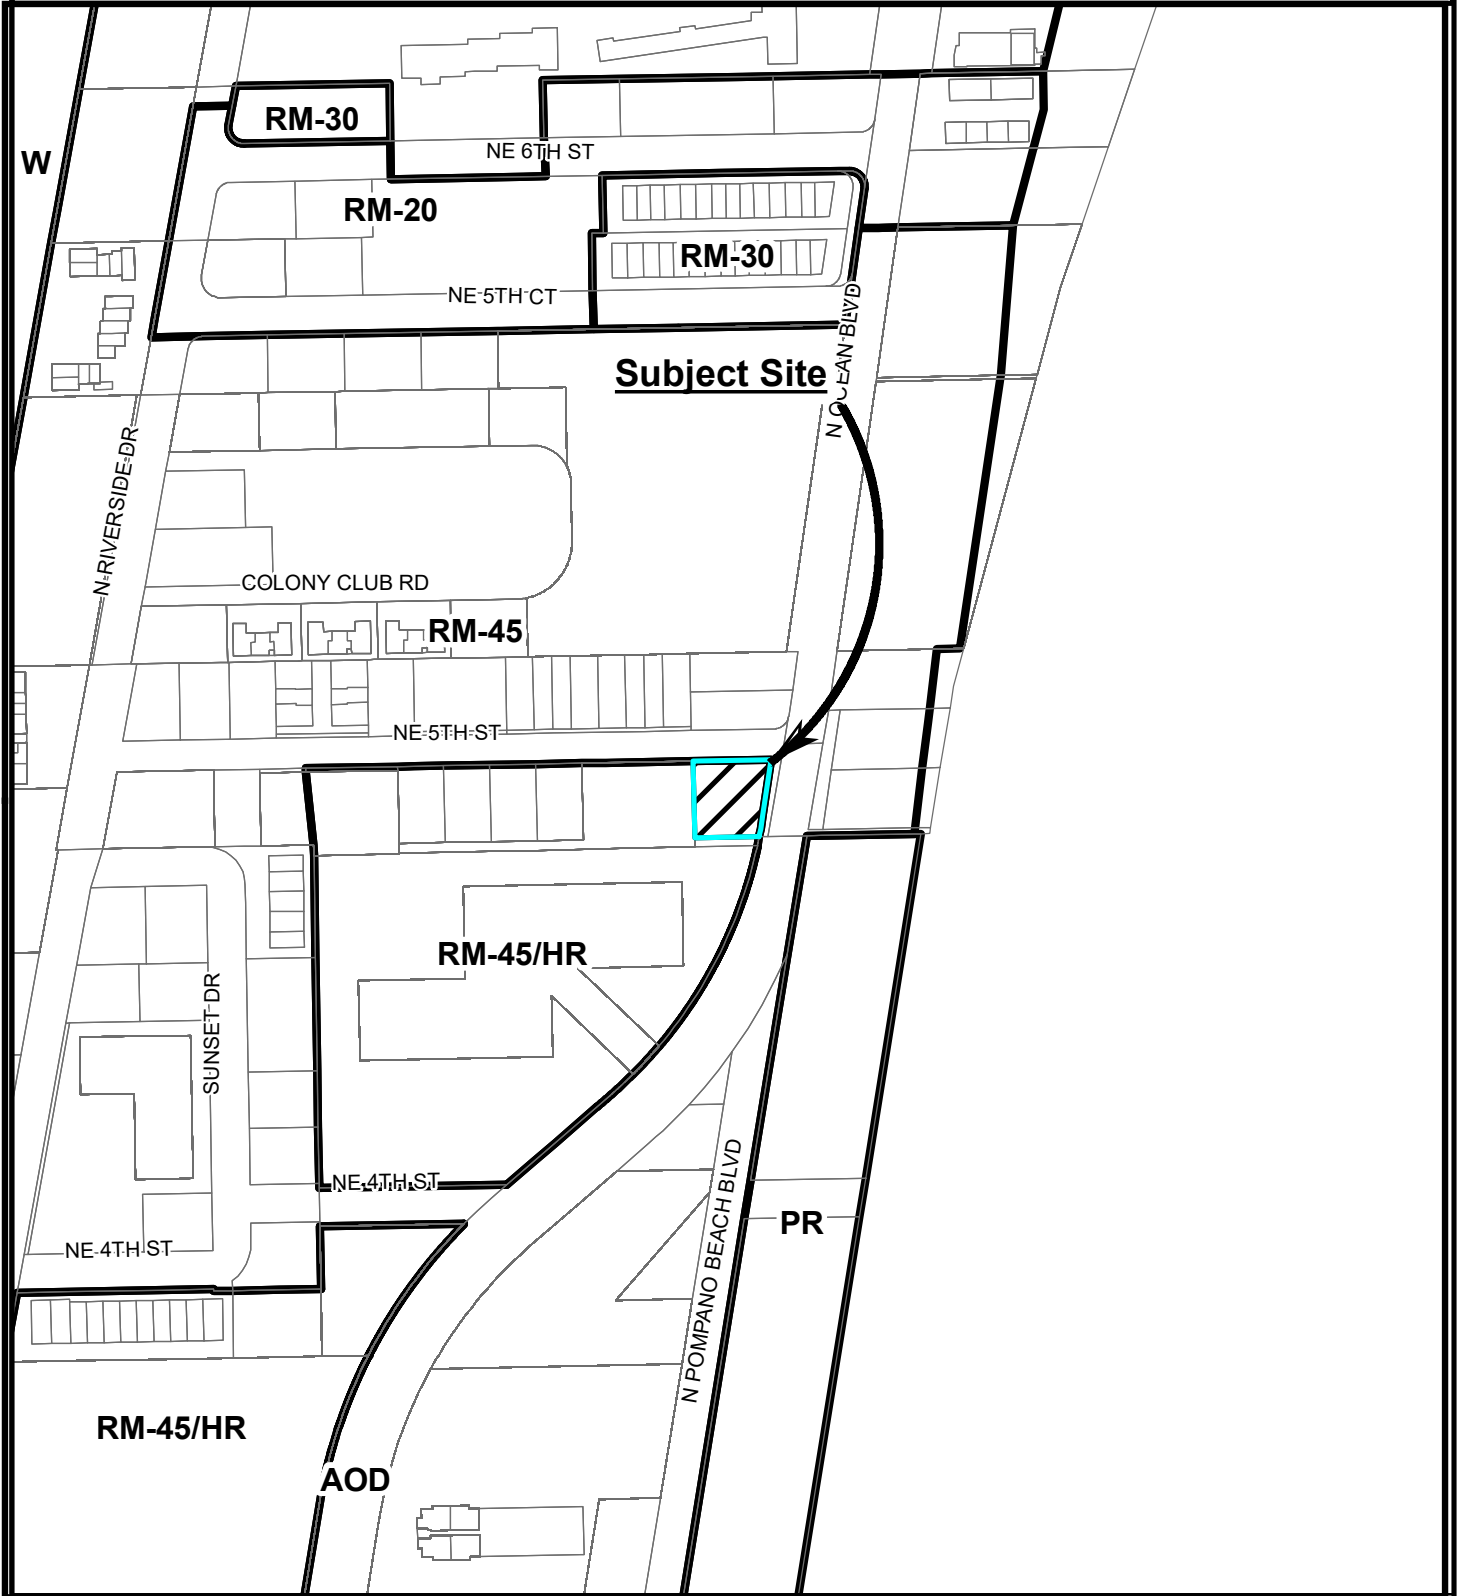 RM-30
NE 6TH ST
W
RM-20
RM-30
NE 5TH CT
N OCEAN BLVD
Subject Site
N RIVERSIDE DR
COLONY CLUB RD
RM-45
NE 5TH ST
RM-45/HR
SUNSET DR
NE 4TH ST
N POMPANO BEACH BLVD
PR
NE 4TH ST
RM-45/HR
AOD